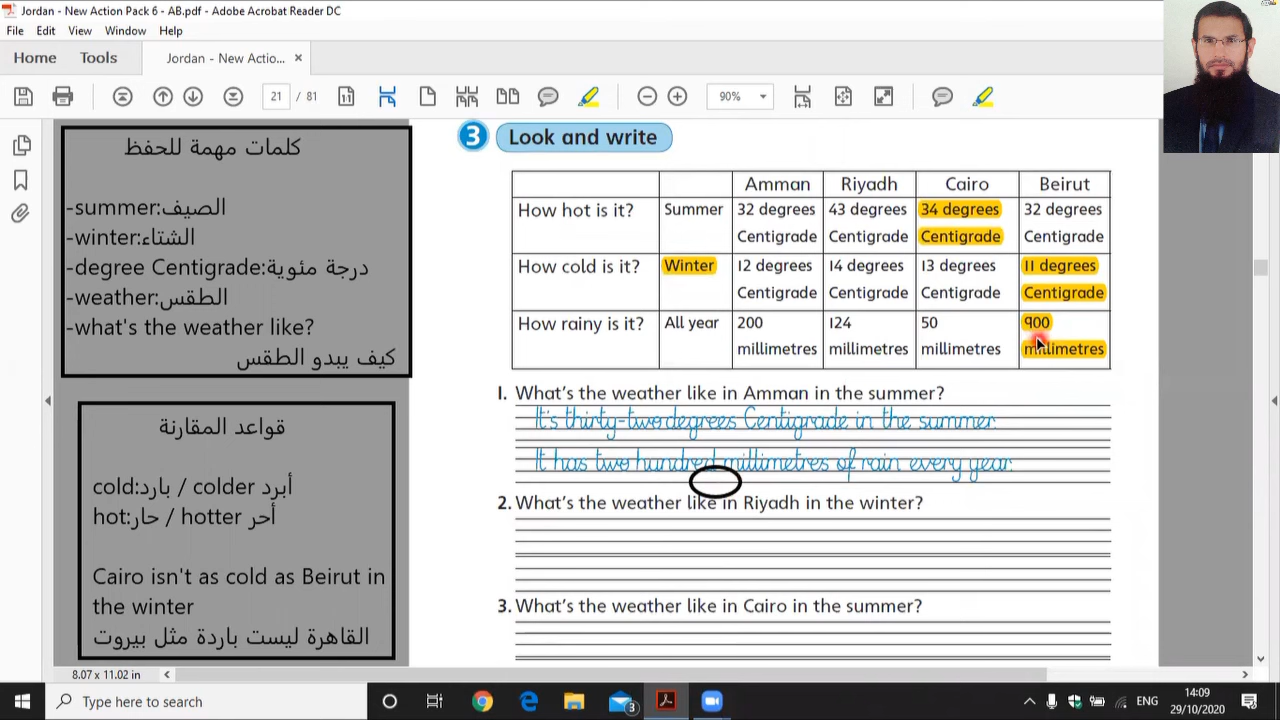 Jordan - New Action Pack 6 - AB.pdf - Adobe Acrobat Reader DC
File Edit View Window Help
Home Tools Jordan - New Actio... ×
21 / 81 90%
كلمات مهمة للحفظ
-summer:الصيف
-winter:الشتاء
-degree Centigrade:درجة مئوية
-weather:الطقس
-what's the weather like?
كيف يبدو الطقس
قواعد المقارنة
cold:بارد / colder أبرد
hot:حار / hotter أحر
Cairo isn't as cold as Beirut in
the winter
القاهرة ليست باردة مثل بيروت
3 Look and write
Amman Riyadh Cairo Beirut
How hot is it? Summer 32 degrees 43 degrees 34 degrees 32 degrees
Centigrade Centigrade Centigrade Centigrade
How cold is it? Winter 12 degrees 14 degrees 13 degrees 11 degrees
Centigrade Centigrade Centigrade Centigrade
How rainy is it? All year 200 124 50 900
millimetres millimetres millimetres millimetres
1. What's the weather like in Amman in the summer?
It's thirty-two degrees Centigrade in the summer.
It has two hundred millimetres of rain every year.
2. What's the weather like in Riyadh in the winter?
3. What's the weather like in Cairo in the summer?
8.07 x 11.02 in
Type here to search
3
ENG
14:09
29/10/2020